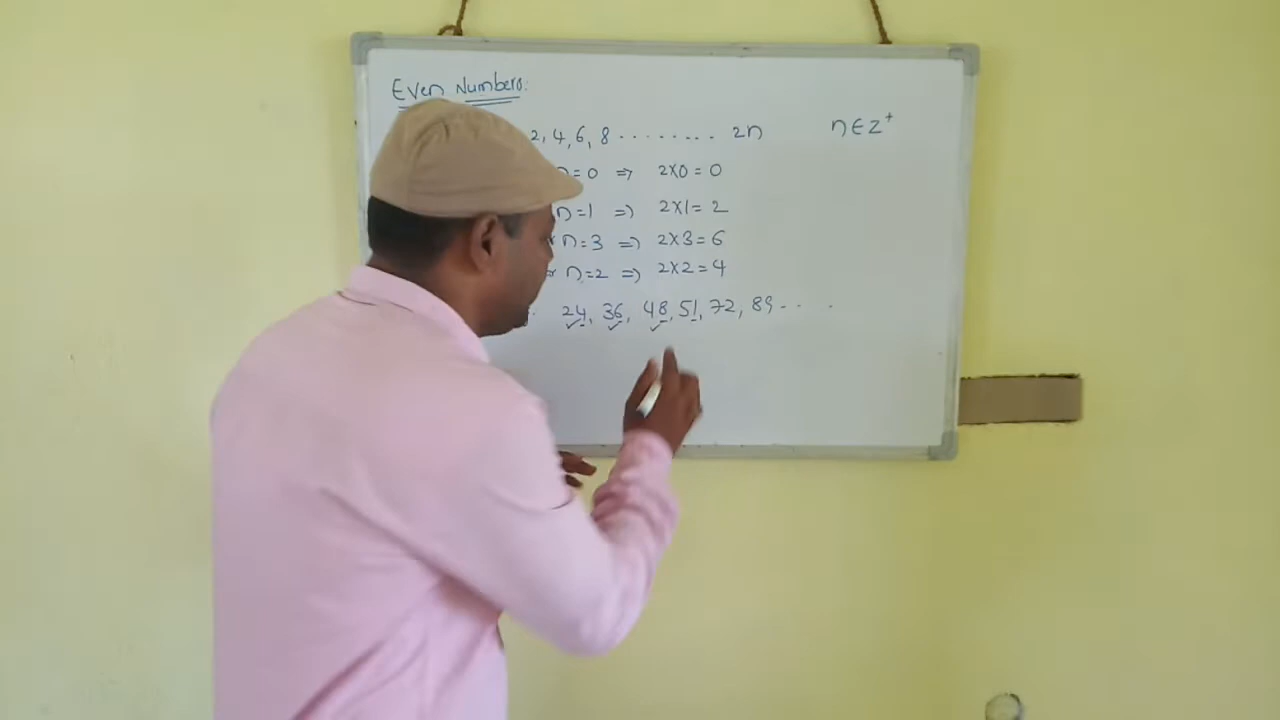 Even Numbers:
2, 4, 6, 8 ........ 2n n∈Z⁺
n=0 => 2×0=0
n=1 => 2×1=2
n=3 => 2×3=6
n=2 => 2×2=4
24, 36, 48, 51, 72, 89 ...